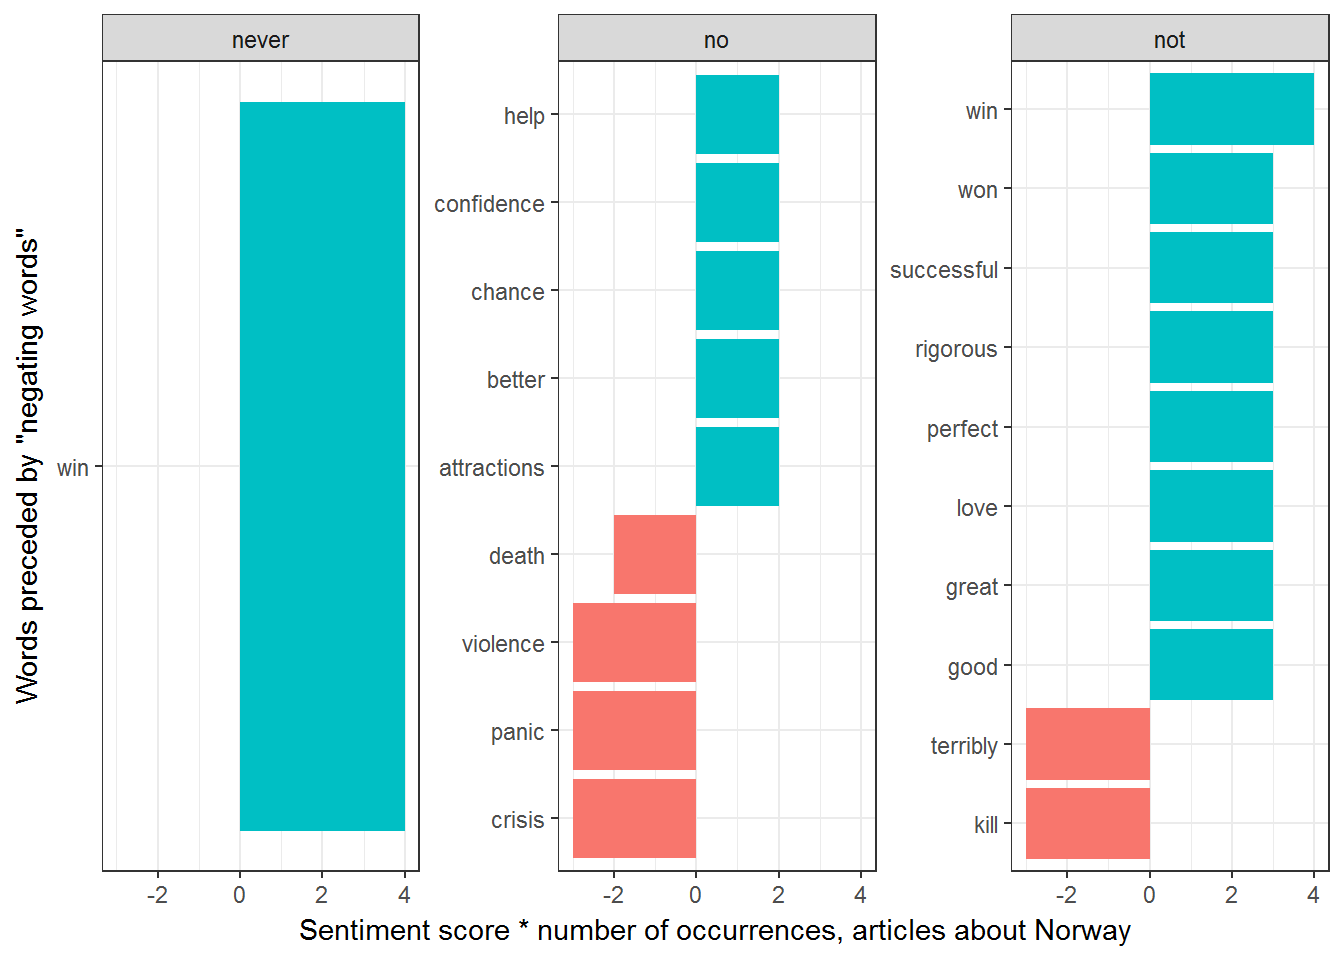 never
no
not
Words preceded by "negating words"
win
help
confidence
chance
better
attractions
death
violence
panic
crisis
win
won
successful
rigorous
perfect
love
great
good
terribly
kill
-2 0 2 4
-2 0 2 4
-2 0 2 4
Sentiment score * number of occurrences, articles about Norway